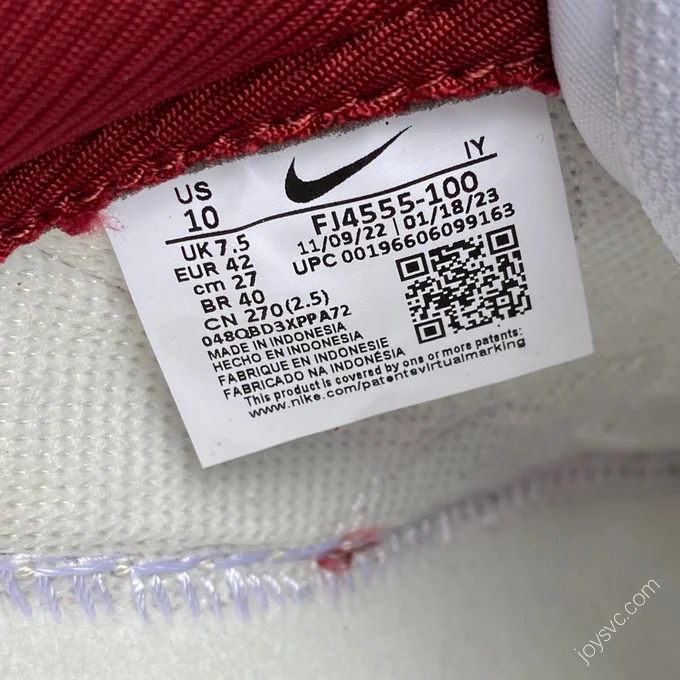 US
10
IY
FJ4555-100
11/09/22 | 01/18/23
UPC 00196606099163
UK 7.5
EUR 42
cm 27
BR 40
CN 270 (2.5)
048QBD3XPPA72
MADE IN INDONESIA
HECHO EN INDONESIA
FABRIQUE EN INDONESIE
FABRICADO NA INDONÉSIA
This product is covered by one or more patents:
www.nike.com/patentsvirtualmarking
joysvc.com